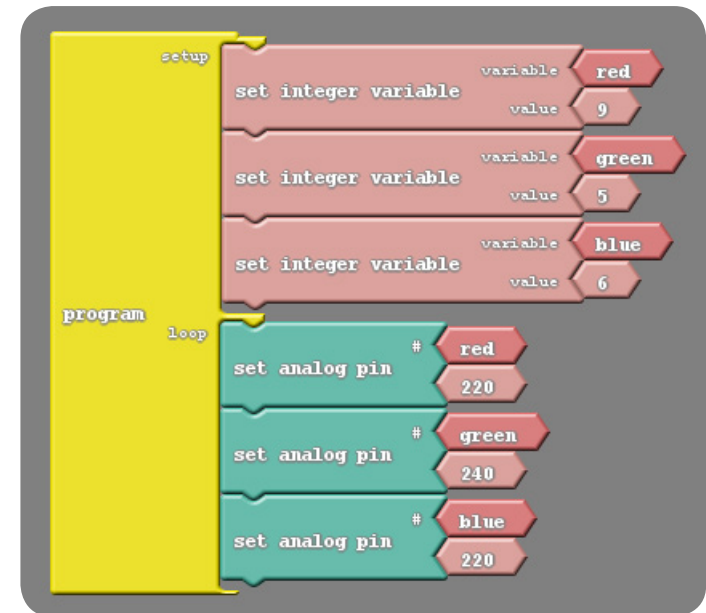 setup
variable red
set integer variable
value 9
variable green
set integer variable
value 5
variable blue
set integer variable
value 6
program
loop
# red
set analog pin
220
# green
set analog pin
240
# blue
set analog pin
220